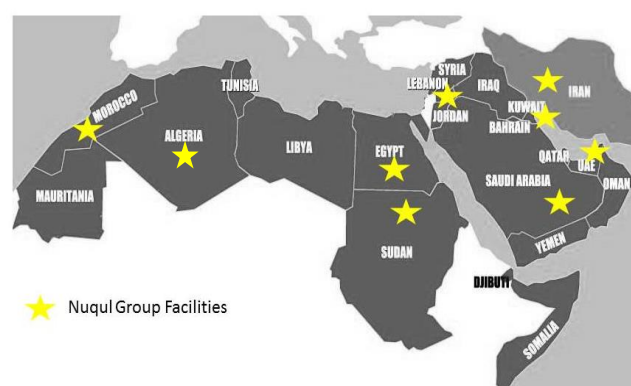 SYRIA
TUNISIA
LEBANON
IRAQ
IRAN
MOROCCO
KUWAIT
JORDAN
BAHRAIN
ALGERIA
LIBYA
EGYPT
QATAR
UAE
SAUDI ARABIA
OMAN
MAURITANIA
YEMEN
SUDAN
DJIBUTI
Nuqul Group Facilities
SOMALIA